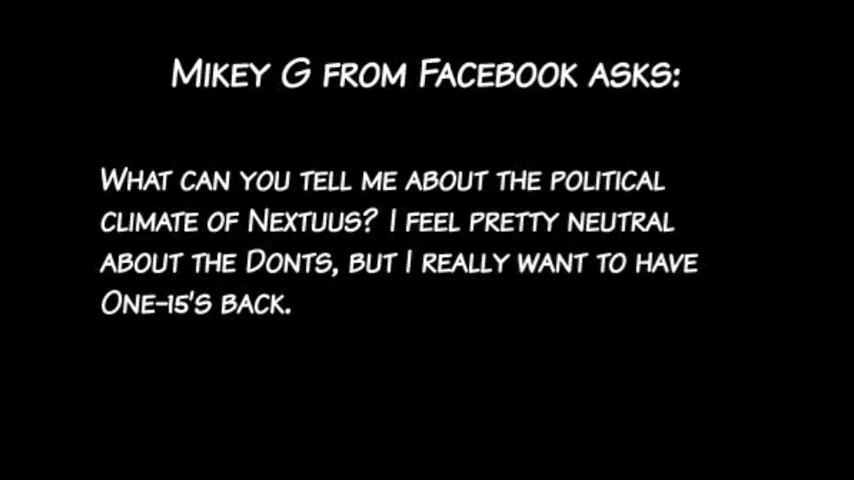 Mikey G from Facebook asks:
What can you tell me about the political
climate of Nextuus? I feel pretty neutral
about the Donts, but I really want to have
One-15's back.